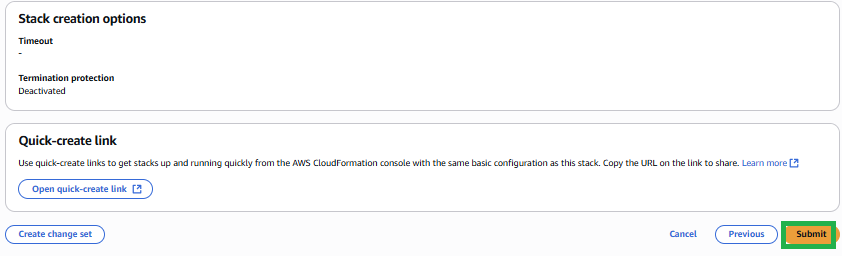 Stack creation options
Timeout
-
Termination protection
Deactivated
Quick-create link
Use quick-create links to get stacks up and running quickly from the AWS CloudFormation console with the same basic configuration as this stack. Copy the URL on the link to share. Learn more
Open quick-create link
Create change set Cancel Previous Submit